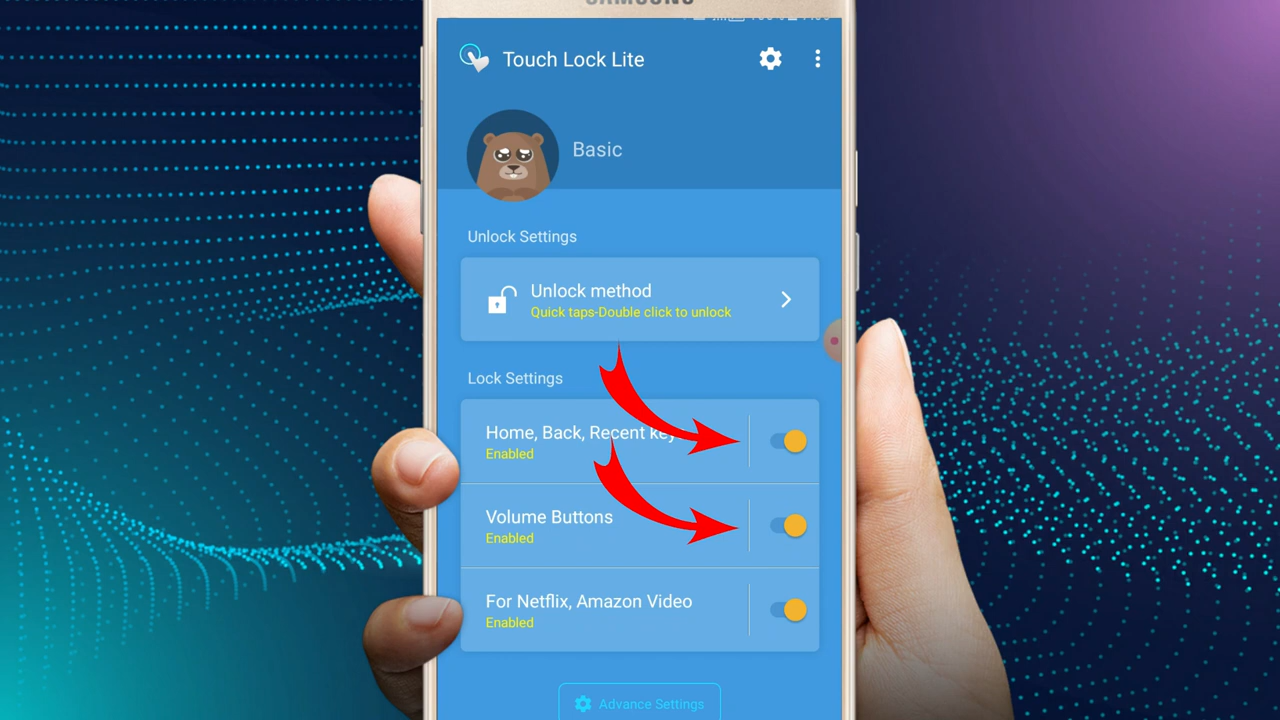 SAMSUNG
Touch Lock Lite
Basic
Unlock Settings
Unlock method
Quick taps-Double click to unlock
Lock Settings
Home, Back, Recent
Enabled
Volume Buttons
Enabled
For Netflix, Amazon Video
Enabled
Advance Settings